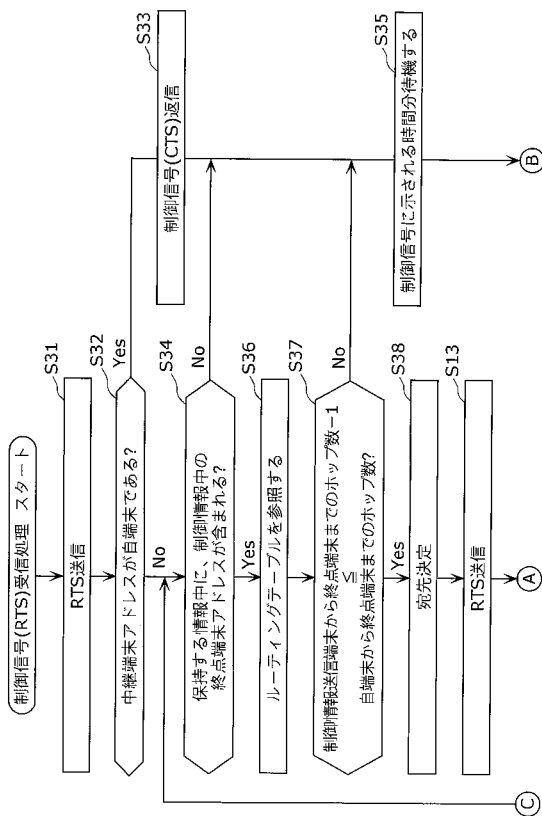 制御信号(RTS)受信処理 スタート
S31
RTS送信
S32
中継端末アドレスが自端末である?
Yes
No
S33
制御信号(CTS)返信
S34
保持する情報中に、制御情報中の
終点端末アドレスが含まれる?
No
Yes
S36
ルーティングテーブルを参照する
S37
制御情報送信端末から終点端末までのホップ数−1
≦
自端末から終点端末までのホップ数?
No
Yes
S35
制御信号に示される時間分待機する
S38
宛先決定
S13
RTS送信
A
B
C